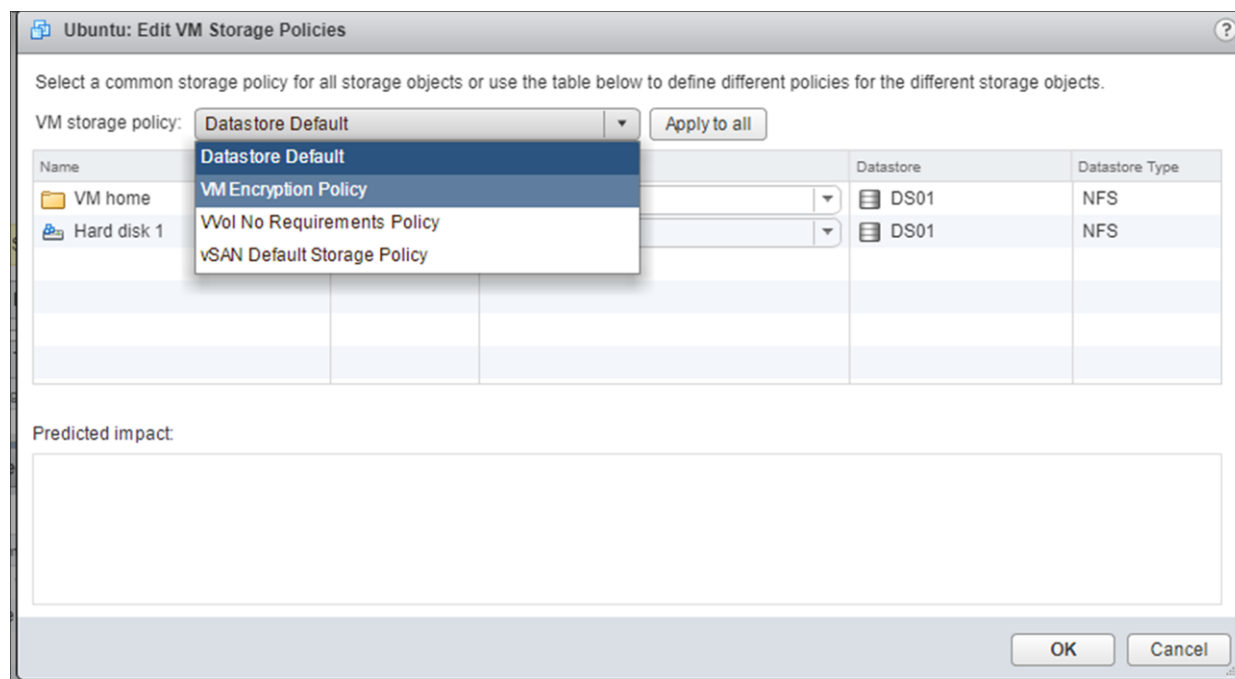 Ubuntu: Edit VM Storage Policies
?
Select a common storage policy for all storage objects or use the table below to define different policies for the different storage objects.
VM storage policy: Datastore Default Apply to all
Name Datastore Datastore Type
Datastore Default
VM Encryption Policy
VVol No Requirements Policy
vSAN Default Storage Policy
VM home DS01 NFS
Hard disk 1 DS01 NFS
Predicted impact:
OK Cancel